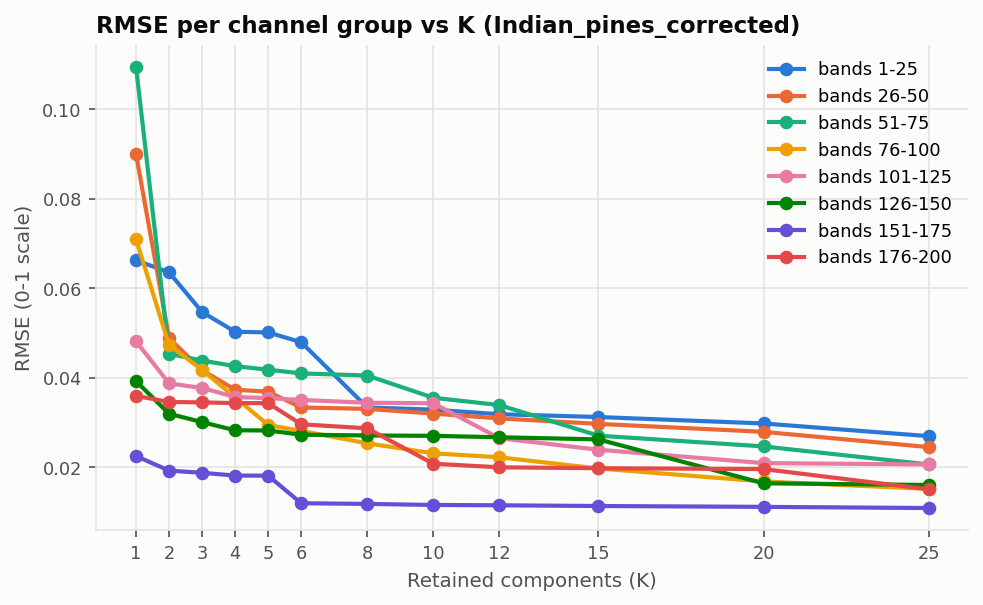 RMSE per channel group vs K (Indian_pines_corrected)
bands 1-25
bands 26-50
bands 51-75
bands 76-100
bands 101-125
bands 126-150
bands 151-175
bands 176-200
RMSE (0-1 scale)
0.10
0.08
0.06
0.04
0.02
1 2 3 4 5 6 8 10 12 15 20 25
Retained components (K)